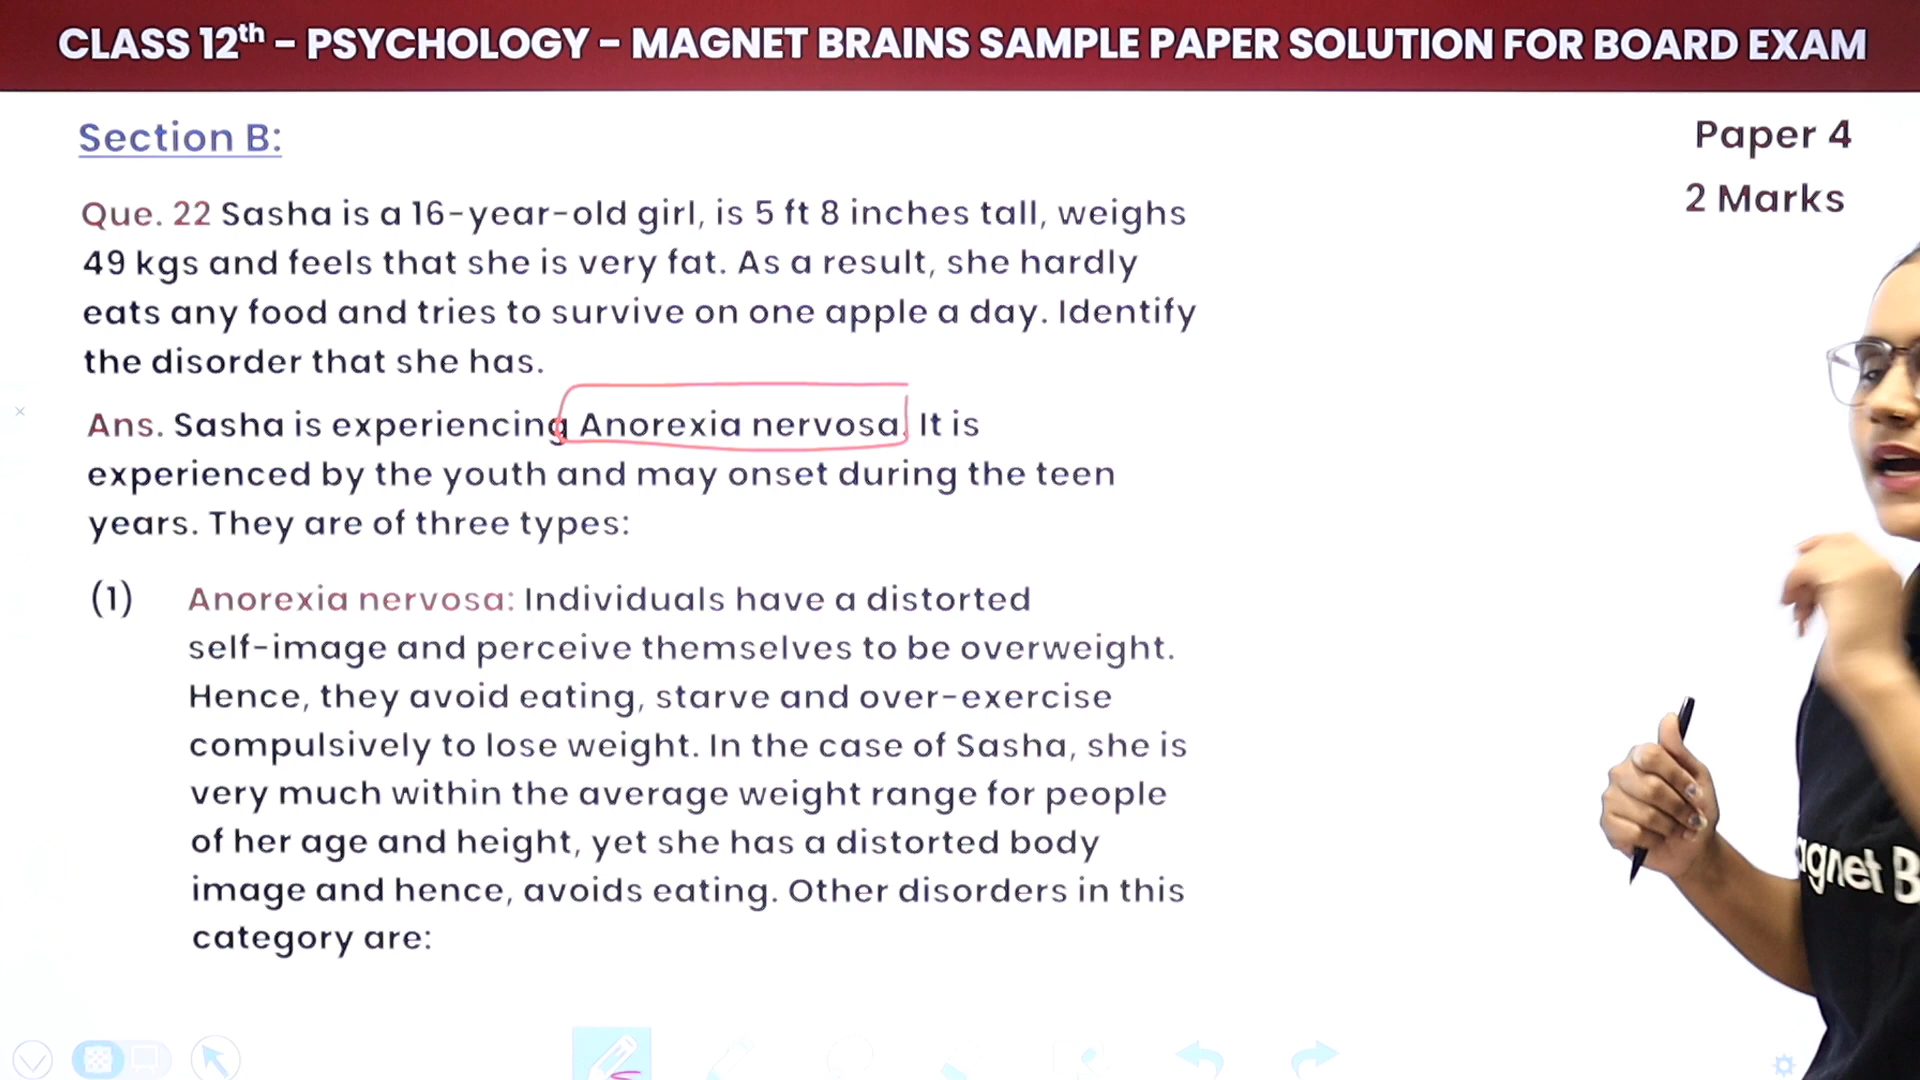 CLASS 12th – PSYCHOLOGY – MAGNET BRAINS SAMPLE PAPER SOLUTION FOR BOARD EXAM
Section B:
Paper 4
2 Marks
Que. 22 Sasha is a 16-year-old girl, is 5 ft 8 inches tall, weighs
49 kgs and feels that she is very fat. As a result, she hardly
eats any food and tries to survive on one apple a day. Identify
the disorder that she has.
Ans. Sasha is experiencing Anorexia nervosa. It is
experienced by the youth and may onset during the teen
years. They are of three types:
(1) Anorexia nervosa: Individuals have a distorted
self-image and perceive themselves to be overweight.
Hence, they avoid eating, starve and over-exercise
compulsively to lose weight. In the case of Sasha, she is
very much within the average weight range for people
of her age and height, yet she has a distorted body
image and hence, avoids eating. Other disorders in this
category are:
agnet B